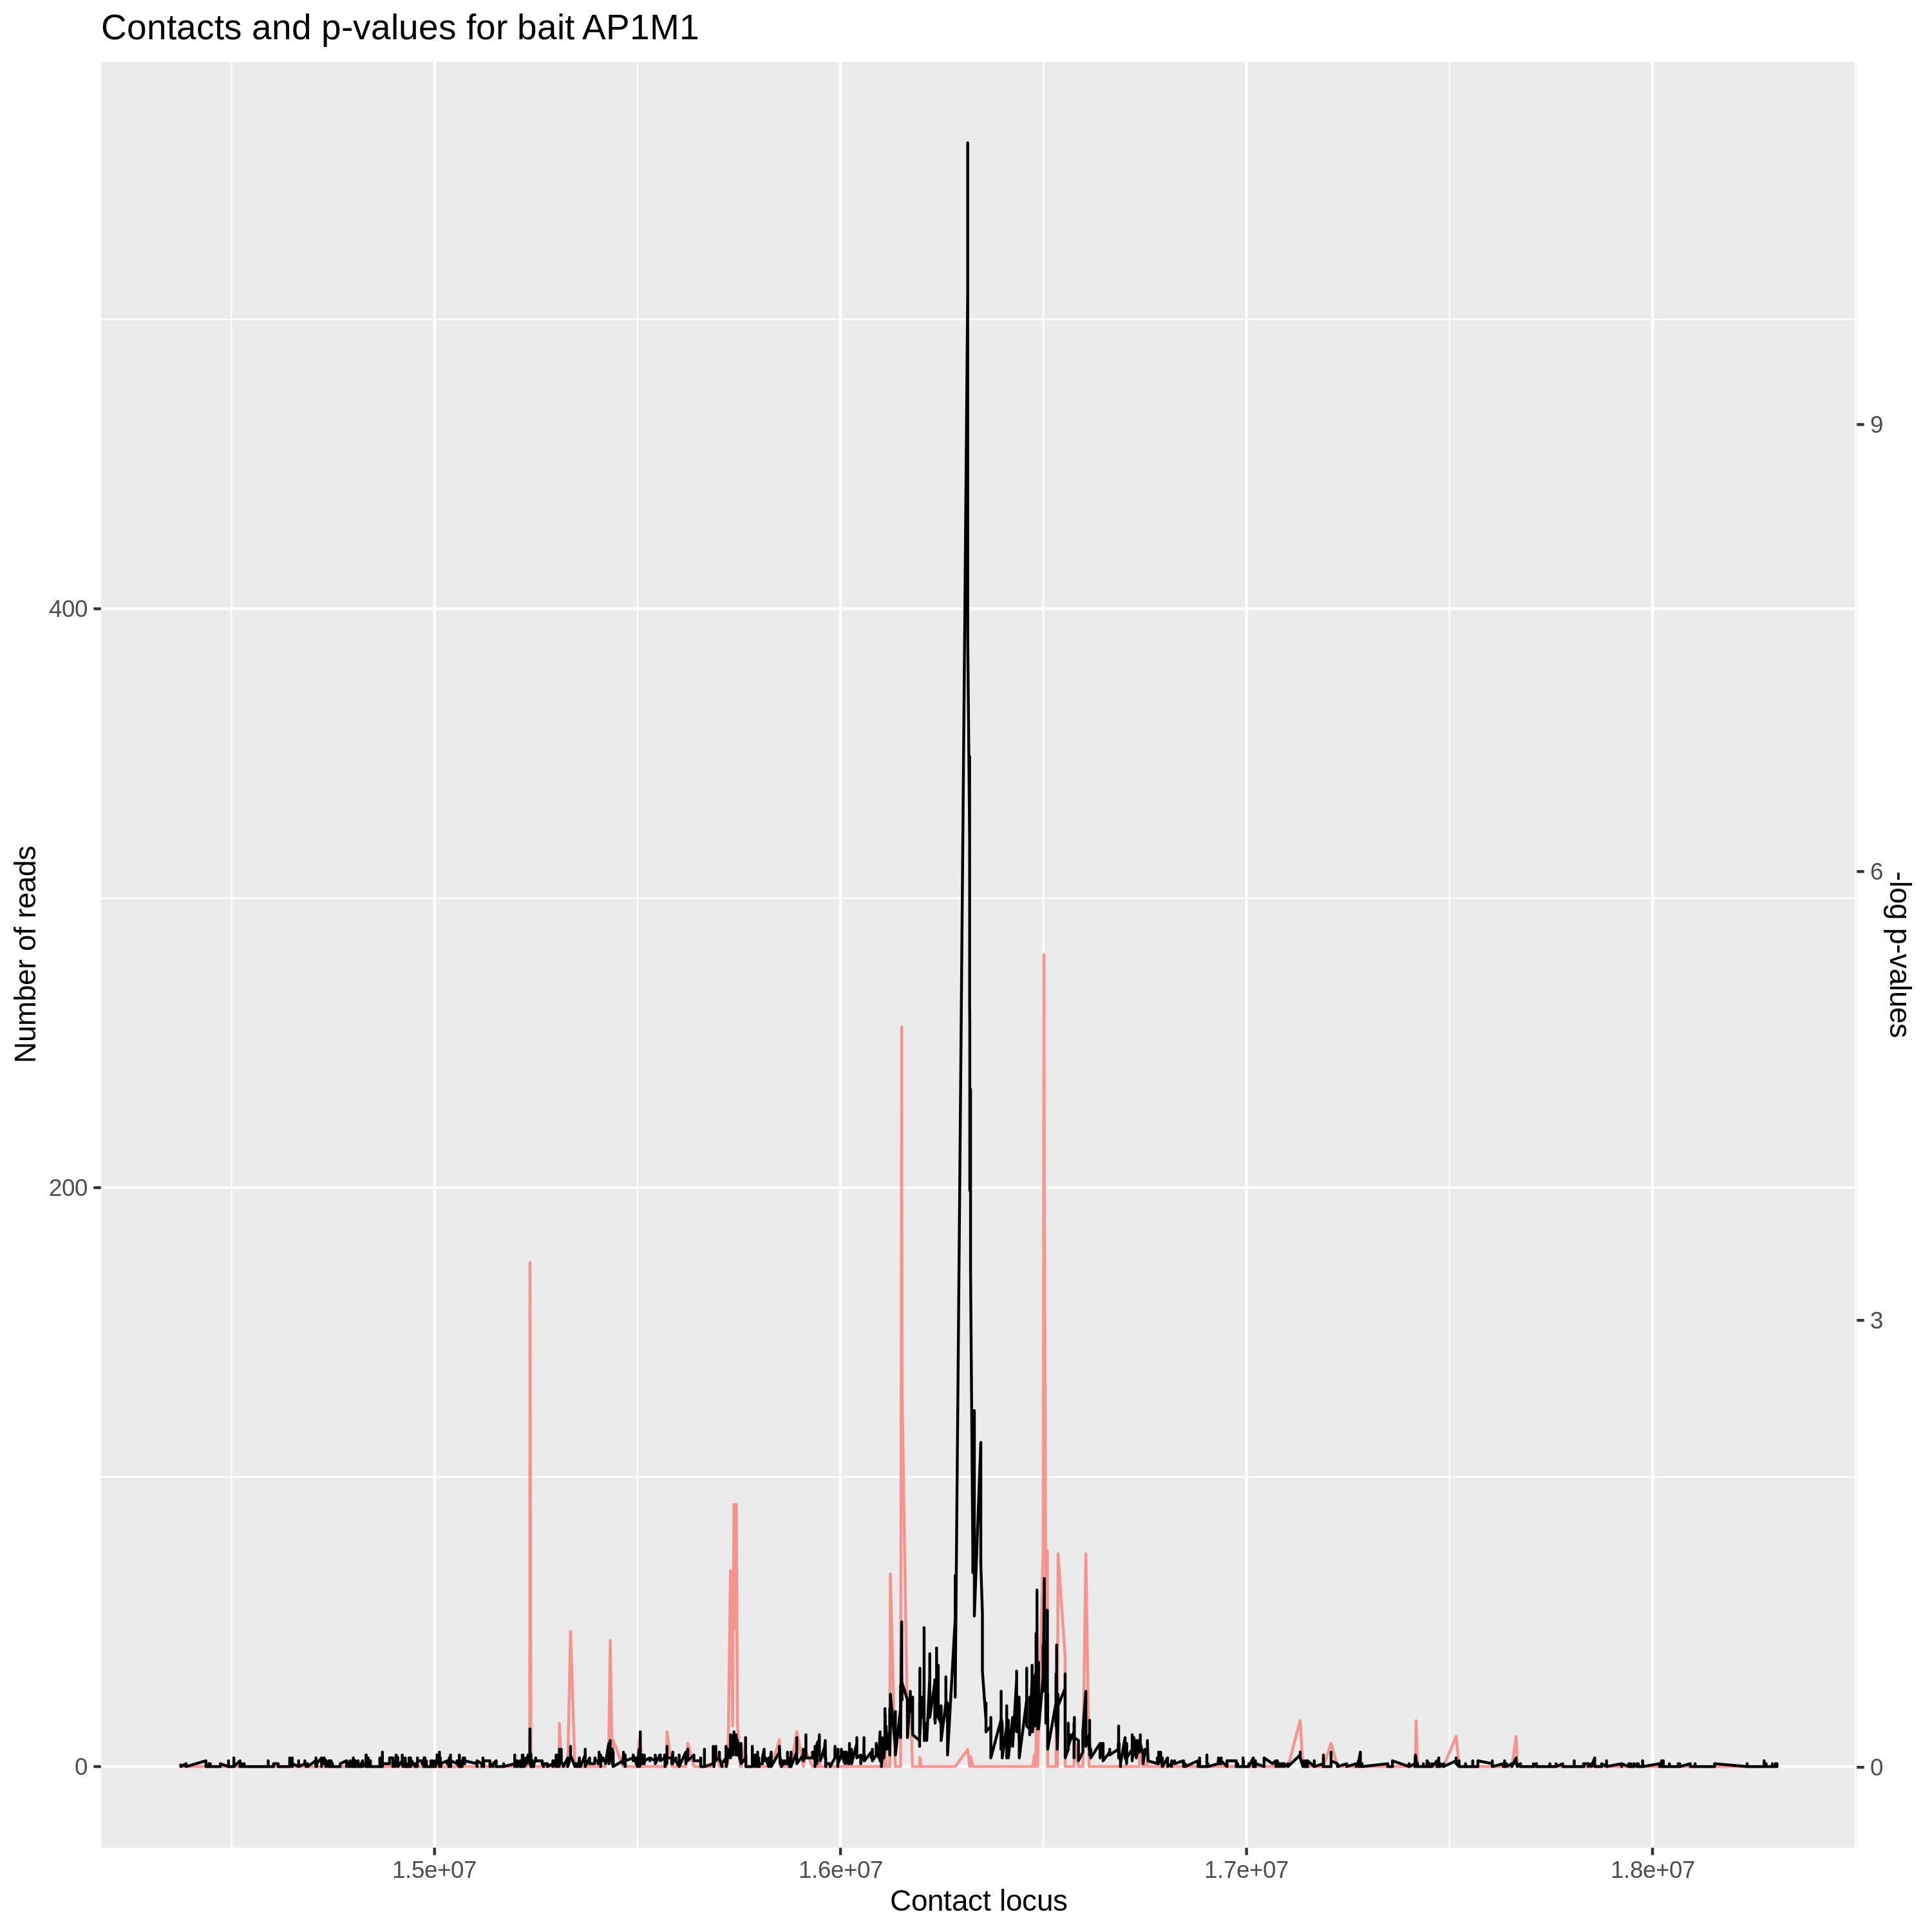 Contacts and p-values for bait AP1M1
Number of reads
400
200
0
9
6
3
0
-log p-values
1.5e+07
1.6e+07
1.7e+07
1.8e+07
Contact locus